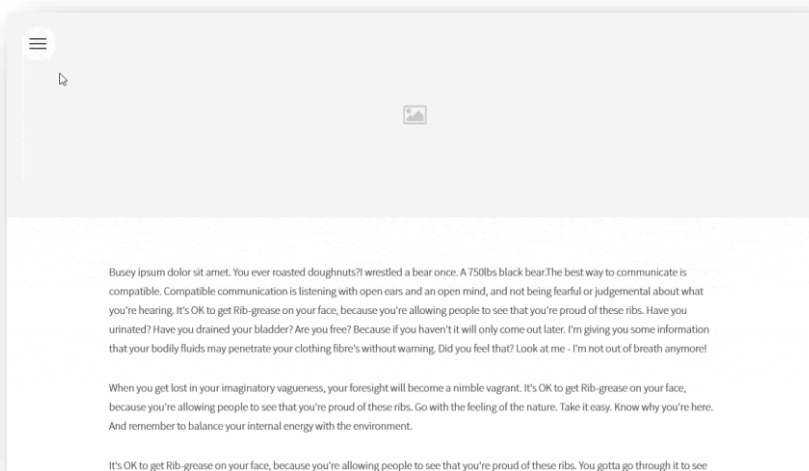 Busey ipsum dolor sit amet. You ever roasted doughnuts?I wrestled a bear once. A 750lbs black bear.The best way to communicate is
compatible. Compatible communication is listening with open ears and an open mind, and not being fearful or judgemental about what
you're hearing. It's OK to get Rib-grease on your face, because you're allowing people to see that you're proud of these ribs. Have you
urinated? Have you drained your bladder? Are you free? Because if you haven't it will only come out later. I'm giving you some information
that your bodily fluids may penetrate your clothing fibre's without warning. Did you feel that? Look at me - I'm not out of breath anymore!
When you get lost in your imaginatory vagueness, your foresight will become a nimble vagrant. It's OK to get Rib-grease on your face,
because you're allowing people to see that you're proud of these ribs. Go with the feeling of the nature. Take it easy. Know why you're here.
And remember to balance your internal energy with the environment.
It's OK to get Rib-grease on your face, because you're allowing people to see that you're proud of these ribs. You gotta go through it to see